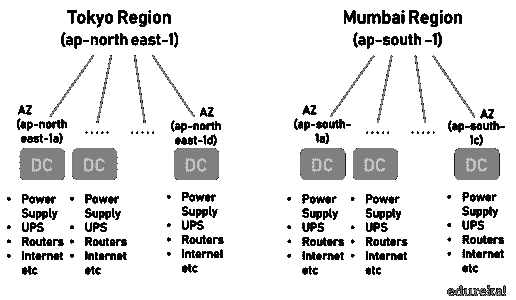 Tokyo Region
(ap-north east-1)
AZ
(ap-north
east-1a)
......
......
AZ
(ap-north
east-1d)
DC
DC
DC
• Power
Supply
• UPS
• Routers
• Internet
etc
• Power
Supply
• UPS
• Routers
• Internet
etc
• Power
Supply
• UPS
• Routers
• Internet
etc
Mumbai Region
(ap-south -1)
AZ
(ap-south-
1a)
......
......
AZ
(ap-south-
1c)
DC
DC
DC
• Power
Supply
• UPS
• Routers
• Internet
etc
• Power
Supply
• UPS
• Routers
• Internet
etc
• Power
Supply
• UPS
• Routers
• Internet
etc
edureka!